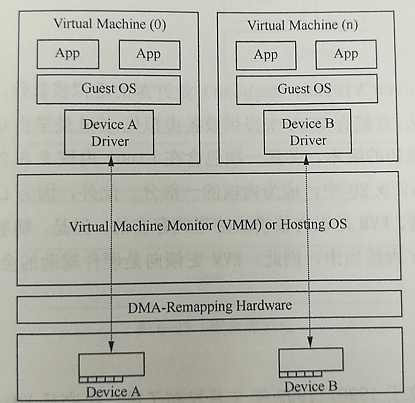 Virtual Machine (0)
Virtual Machine (n)
App
App
App
App
Guest OS
Guest OS
Device A
Driver
Device B
Driver
Virtual Machine Monitor (VMM) or Hosting OS
DMA-Remapping Hardware
Device A
Device B